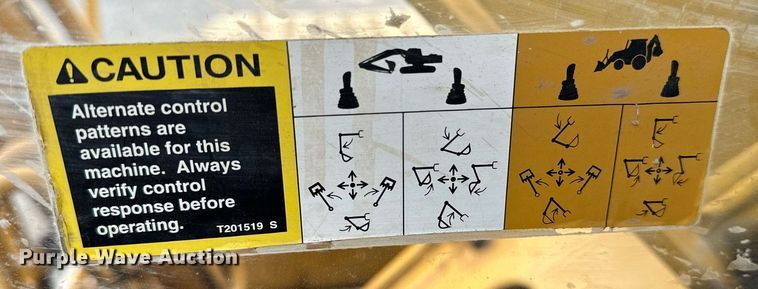 CAUTION
Alternate control
patterns are
available for this
machine. Always
verify control
response before
operating.
T201519 S
Purple Wave Auction